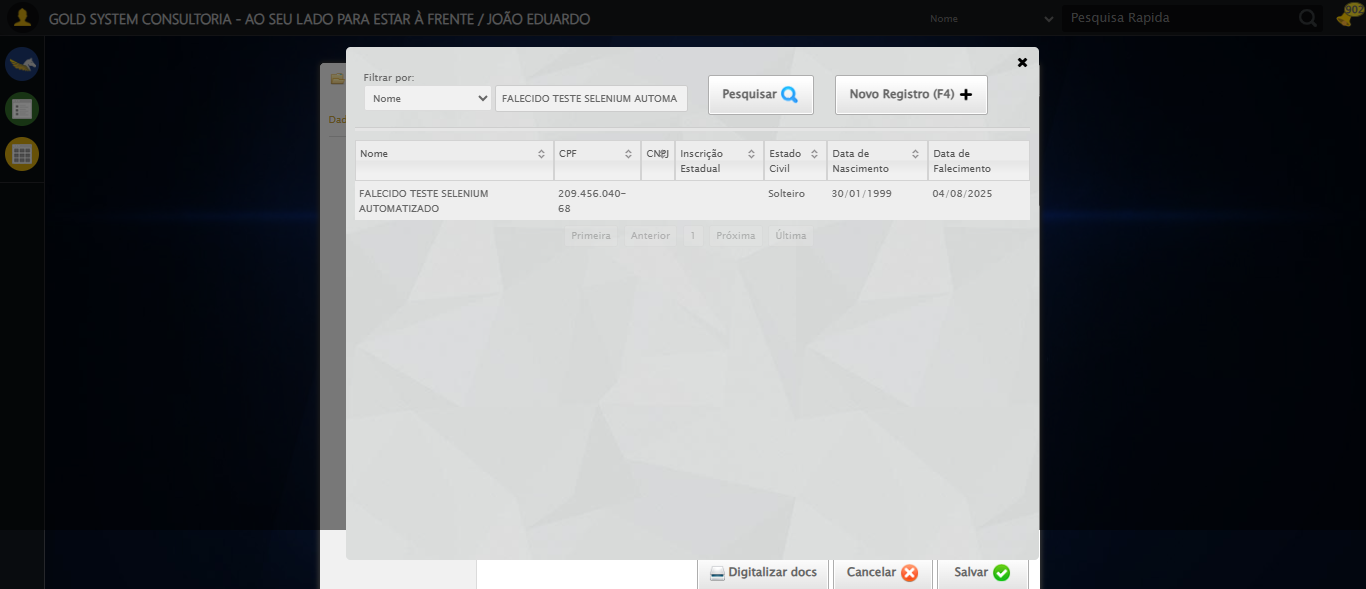 GOLD SYSTEM CONSULTORIA - AO SEU LADO PARA ESTAR À FRENTE / JOÃO EDUARDO
Nome
Pesquisa Rapida
902
Filtrar por:
Nome
FALECIDO TESTE SELENIUM AUTOMA
Pesquisar
Novo Registro (F4)
Dad
Nome
CPF
CNPJ
Inscrição
Estadual
Estado
Civil
Data de
Nascimento
Data de
Falecimento
FALECIDO TESTE SELENIUM
AUTOMATIZADO
209.456.040-
68
Solteiro
30/01/1999
04/08/2025
Primeira
Anterior
1
Próxima
Última
Digitalizar docs
Cancelar
Salvar